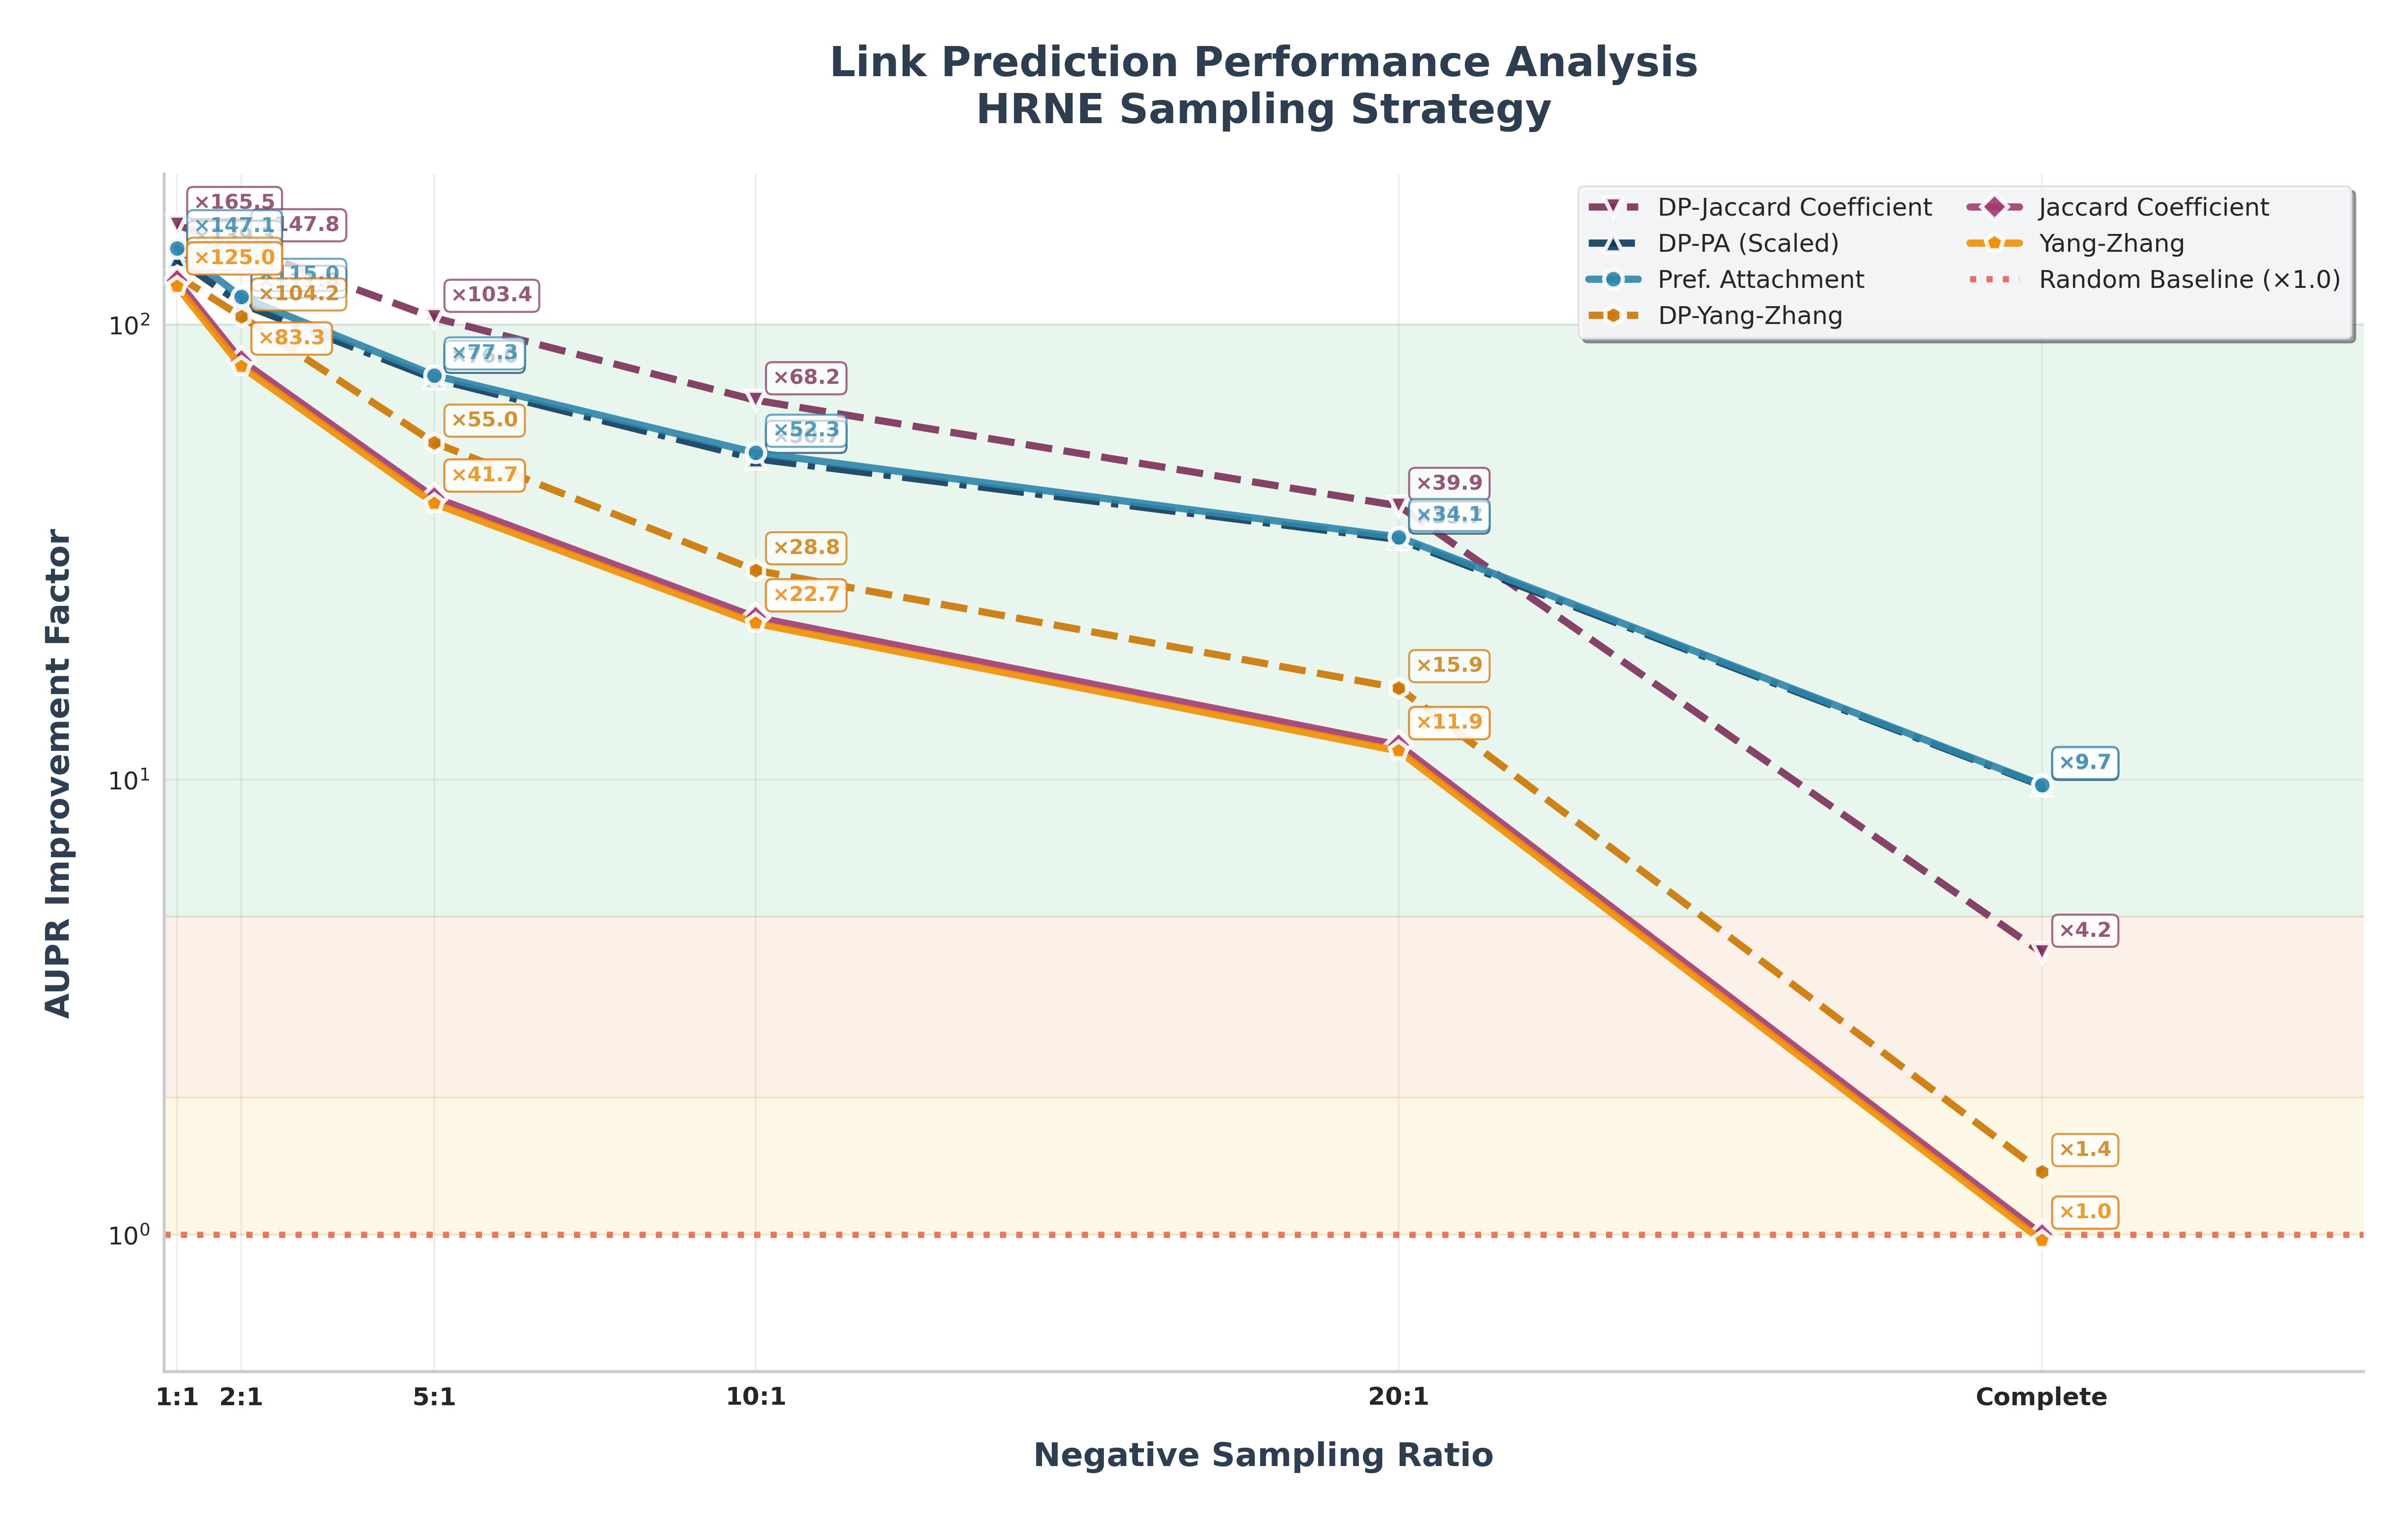 Link Prediction Performance Analysis
HRNE Sampling Strategy
AUPR Improvement Factor
10²
10¹
10⁰
×165.5
×147.1
×125.0
147.8
×115.0
×104.2
×83.3
×103.4
×77.3
×55.0
×41.7
×68.2
×52.3
×28.8
×22.7
×39.9
×34.1
×15.9
×11.9
×9.7
×4.2
×1.4
×1.0
DP-Jaccard Coefficient
DP-PA (Scaled)
Pref. Attachment
DP-Yang-Zhang
Jaccard Coefficient
Yang-Zhang
Random Baseline (×1.0)
1:1 2:1 5:1 10:1 20:1 Complete
Negative Sampling Ratio